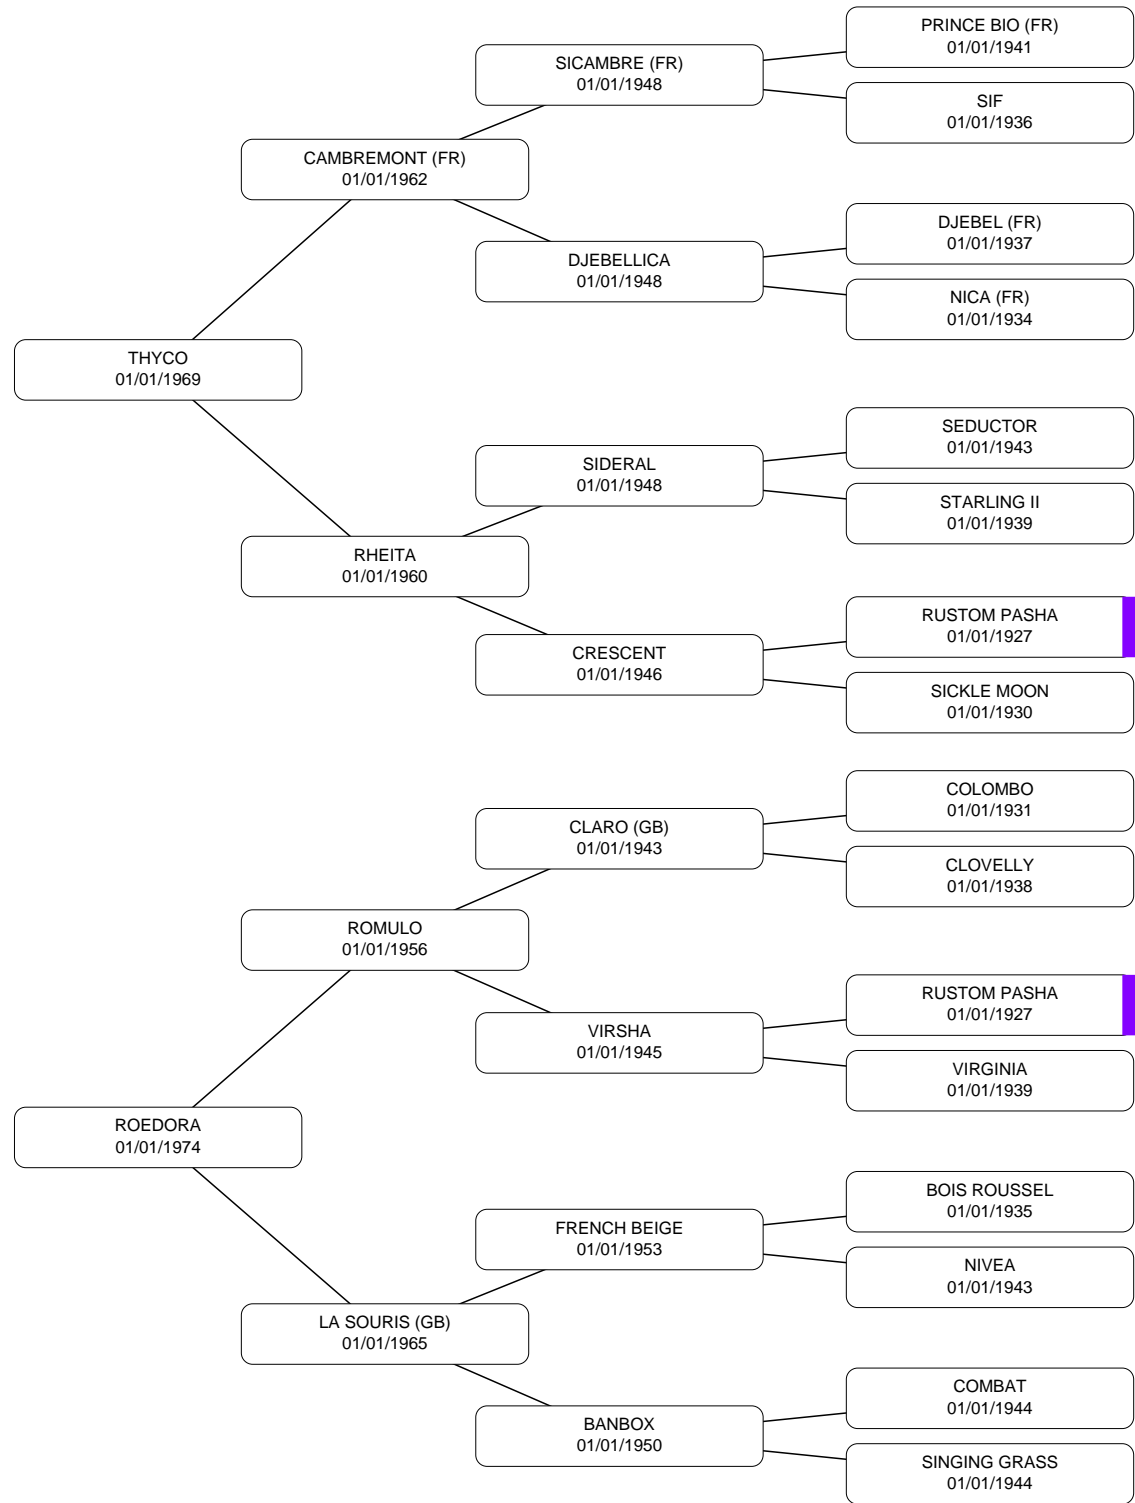 PRINCE BIO (FR)
01/01/1941
SICAMBRE (FR)
01/01/1948
SIF
01/01/1936
CAMBREMONT (FR)
01/01/1962
DJEBEL (FR)
01/01/1937
DJEBELLICA
01/01/1948
NICA (FR)
01/01/1934
THYCO
01/01/1969
SEDUCTOR
01/01/1943
SIDERAL
01/01/1948
STARLING II
01/01/1939
RHEITA
01/01/1960
RUSTOM PASHA
01/01/1927
CRESCENT
01/01/1946
SICKLE MOON
01/01/1930
COLOMBO
01/01/1931
CLARO (GB)
01/01/1943
CLOVELLY
01/01/1938
ROMULO
01/01/1956
RUSTOM PASHA
01/01/1927
VIRSHA
01/01/1945
VIRGINIA
01/01/1939
ROEDORA
01/01/1974
BOIS ROUSSEL
01/01/1935
FRENCH BEIGE
01/01/1953
NIVEA
01/01/1943
LA SOURIS (GB)
01/01/1965
COMBAT
01/01/1944
BANBOX
01/01/1950
SINGING GRASS
01/01/1944